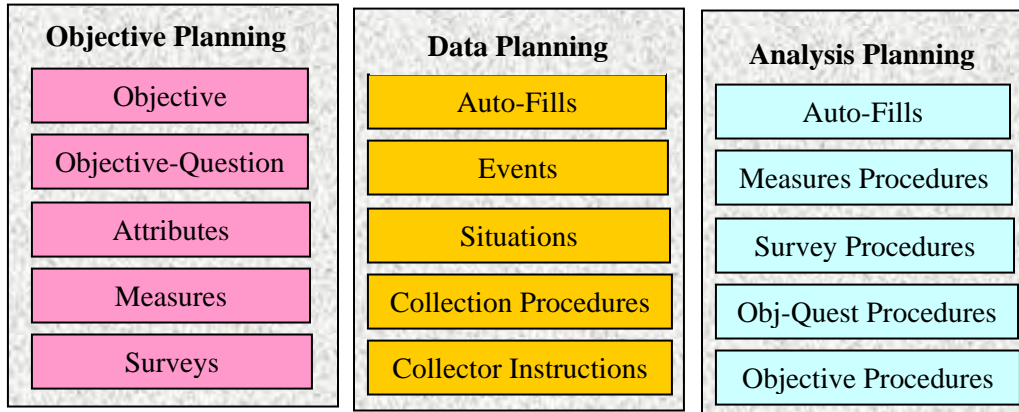 Objective Planning
Objective
Objective-Question
Attributes
Measures
Surveys
Data Planning
Auto-Fills
Events
Situations
Collection Procedures
Collector Instructions
Analysis Planning
Auto-Fills
Measures Procedures
Survey Procedures
Obj-Quest Procedures
Objective Procedures